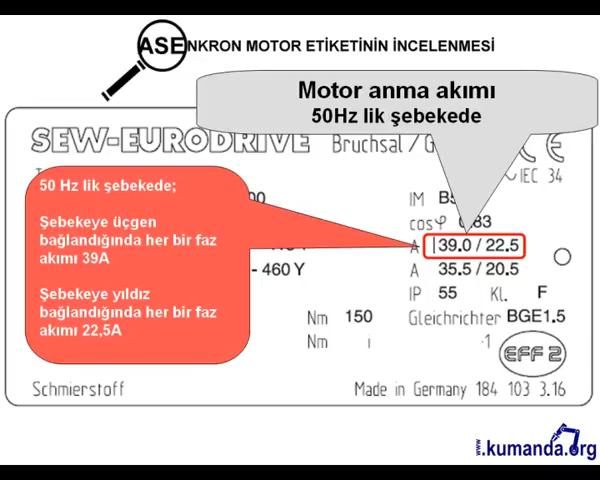 ASENKRON MOTOR ETİKETİNİN İNCELENMESİ
Motor anma akımı
50Hz lik şebekede
SEW-EURODRIVE Bruchsal/G
IEC 34
50 Hz lik şebekede;
Şebekeye üçgen
bağlandığında her bir faz
akımı 39A
Şebekeye yıldız
bağlandığında her bir faz
akımı 22,5A
00
IM B5
cosφ 0.83
A 39.0 / 22.5
- 460 Y
A 35.5 / 20.5
IP 55 Kl. F
Nm 150 Gleichrichter BGE1.5
Nm i -1
EFF 2
Schmierstoff
Made in Germany 184 103 3.16
www.kumanda.org